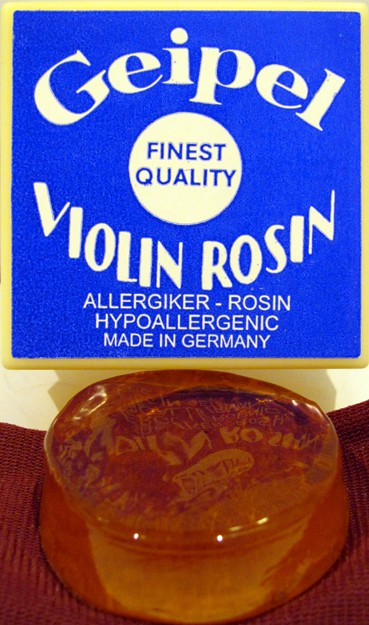 Geipel
FINEST
QUALITY
VIOLIN ROSIN
ALLERGIKER - ROSIN
HYPOALLERGENIC
MADE IN GERMANY